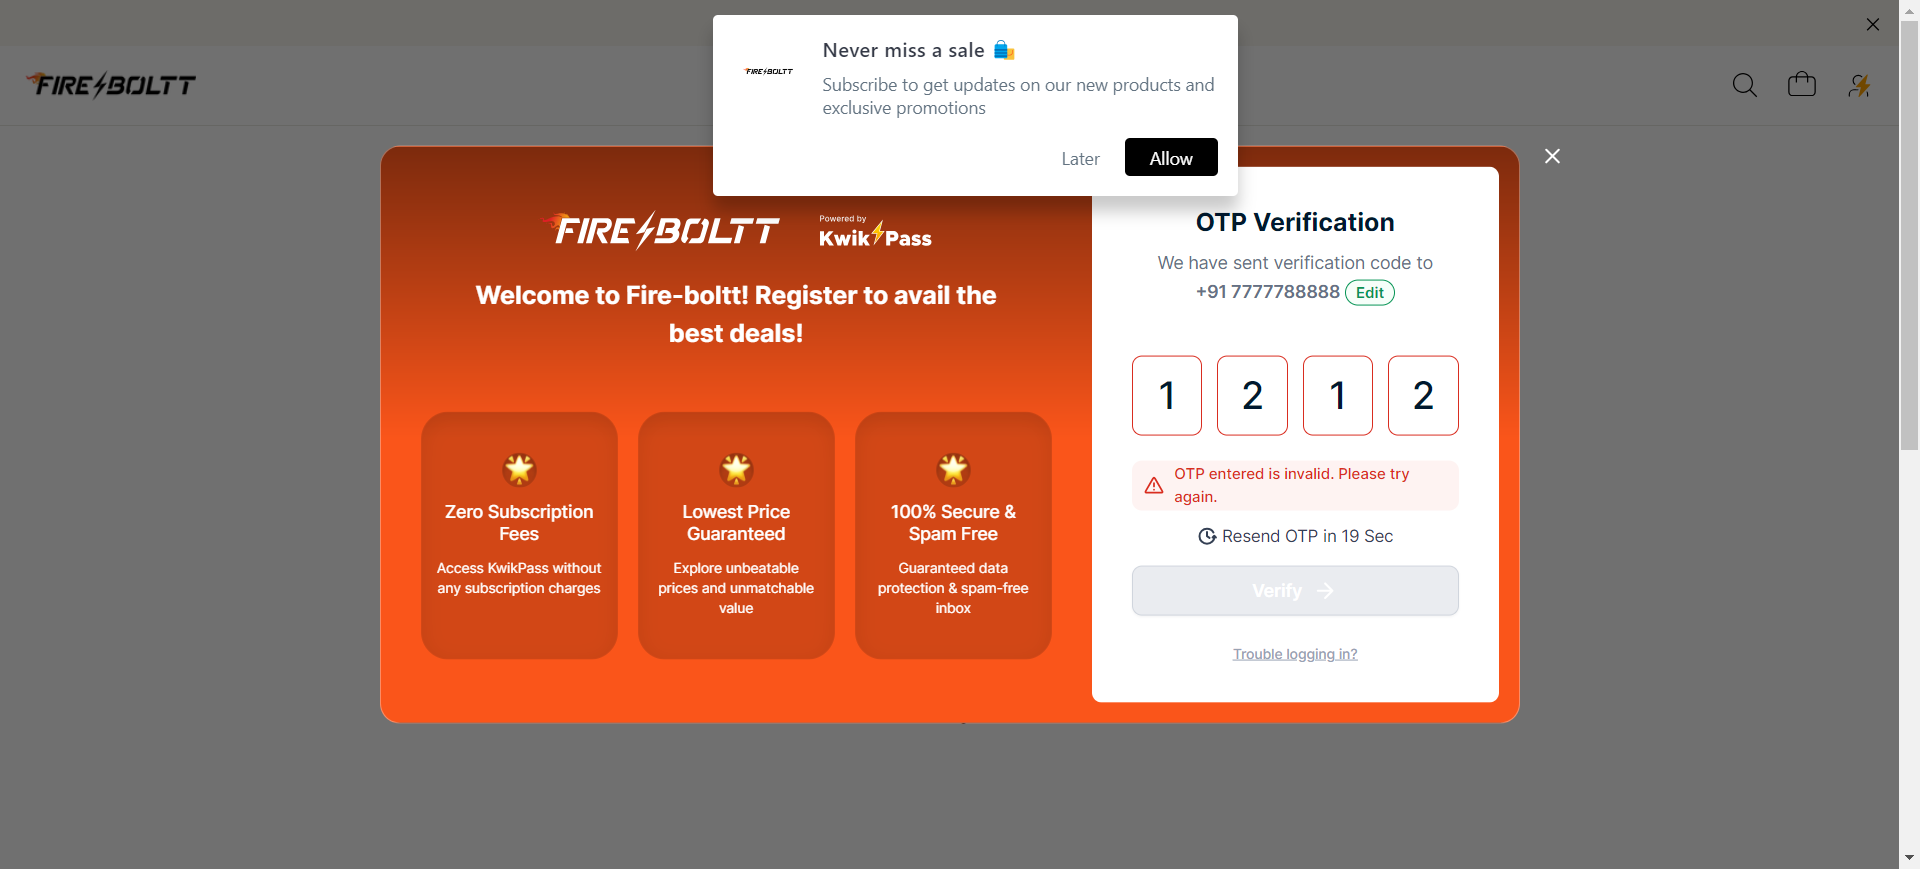 FIRE-BOLTT
FIRE-BOLTT
Never miss a sale 🛍️
Subscribe to get updates on our new products and
exclusive promotions
Later
Allow
FIRE-BOLTT
Powered by
Kwik Pass
Welcome to Fire-boltt! Register to avail the
best deals!
Zero Subscription
Fees
Access KwikPass without
any subscription charges
Lowest Price
Guaranteed
Explore unbeatable
prices and unmatchable
value
100% Secure &
Spam Free
Guaranteed data
protection & spam-free
inbox
OTP Verification
We have sent verification code to
+91 7777788888 Edit
1 2 1 2
OTP entered is invalid. Please try
again.
Resend OTP in 19 Sec
Verify →
Trouble logging in?